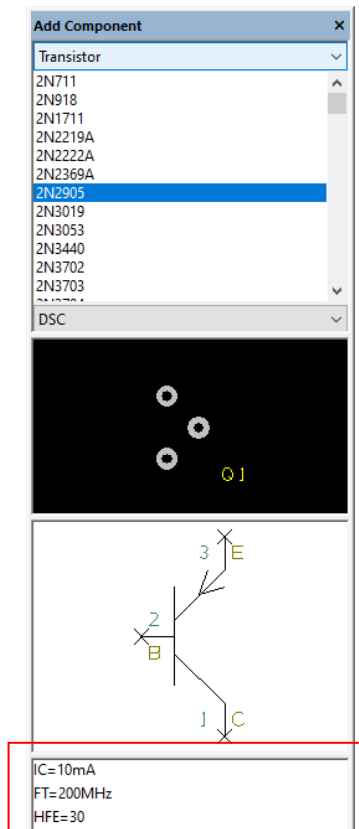 Add Component ×
Transistor
2N711
2N918
2N1711
2N2219A
2N2222A
2N2369A
2N2905
2N3019
2N3053
2N3440
2N3702
2N3703
DSC
Q1
3 E
2
B
1 C
IC=10mA
FT=200MHz
HFE=30